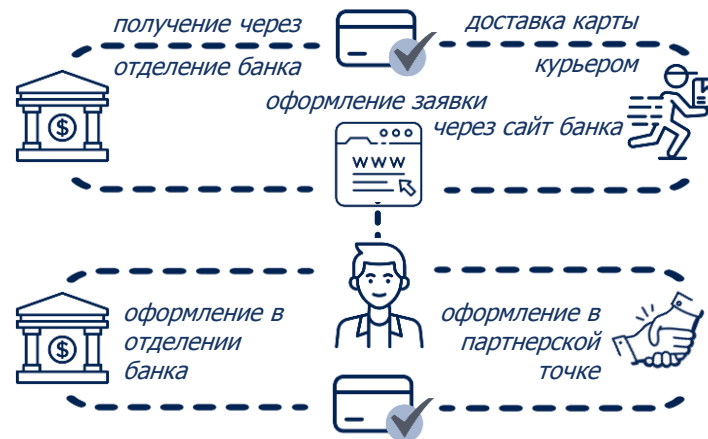 получение через
отделение банка
доставка карты
курьером
оформление заявки
через сайт банка
www
$
оформление в
отделении
банка
оформление в
партнерской
точке
$